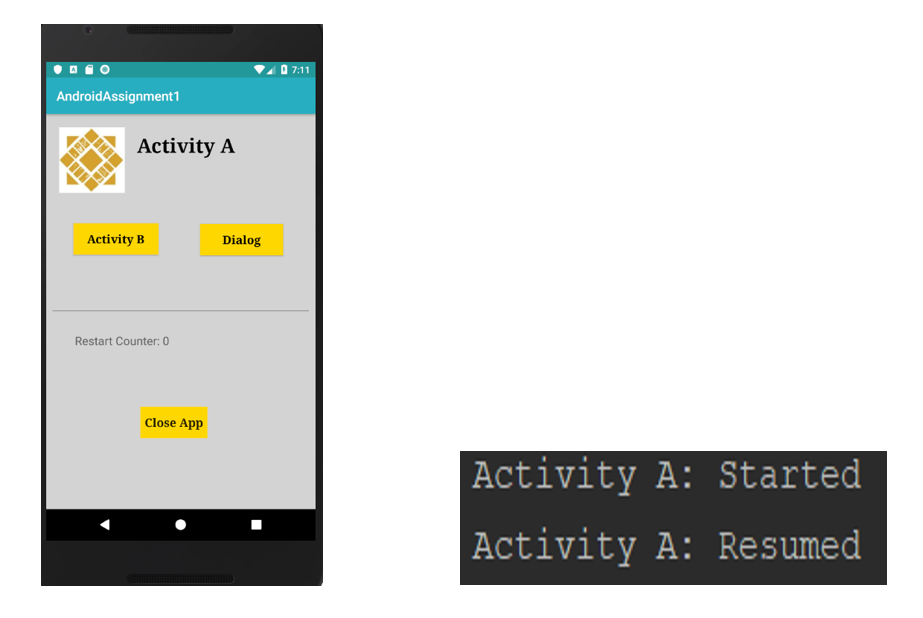 7:11
AndroidAssignment1
Activity A
Activity B
Dialog
Restart Counter: 0
Close App
Activity A: Started
Activity A: Resumed